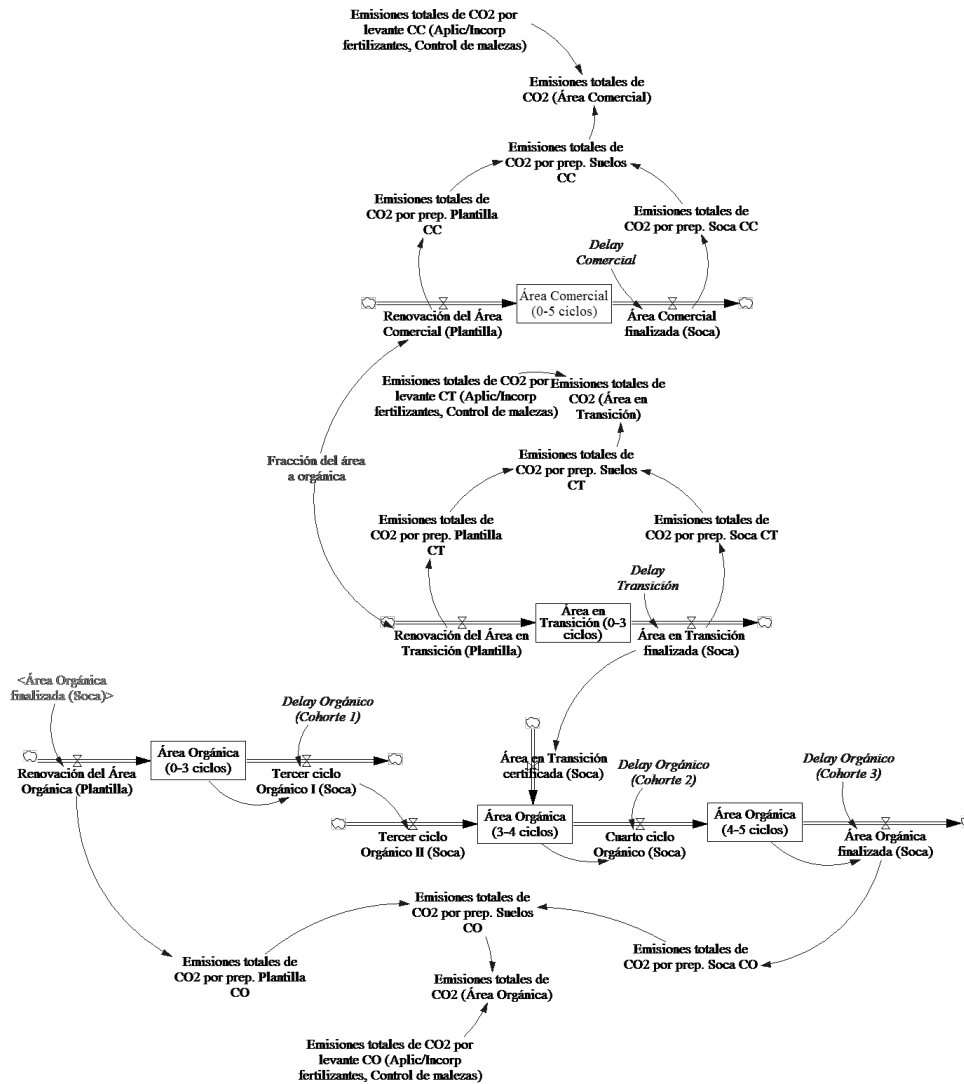 Emisiones totales de CO2 por
levante CC (Aplic/Incorp
fertilizantes, Control de malezas)
Emisiones totales de
CO2 (Área Comercial)
Emisiones totales de
CO2 por prep. Suelos
CC
Emisiones totales de
CO2 por prep. Plantilla
CC
Emisiones totales de
CO2 por prep. Soca CC
Delay
Comercial
Área Comercial
(0-5 ciclos)
Renovación del Área
Comercial (Plantilla)
Área Comercial
finalizada (Soca)
Emisiones totales de CO2 por
levante CT (Aplic/Incorp
fertilizantes, Control de malezas)
Emisiones totales de
CO2 (Área en
Transición)
Fracción del área
a orgánica
Emisiones totales de
CO2 por prep. Suelos
CT
Emisiones totales de
CO2 por prep. Plantilla
CT
Emisiones totales de
CO2 por prep. Soca CT
Delay
Transición
Área en
Transición (0-3
ciclos)
Renovación del Área en
Transición (Plantilla)
Área en Transición
finalizada (Soca)
<Área Orgánica
finalizada (Soca)>
Delay Orgánico
(Cohorte 1)
Área Orgánica
(0-3 ciclos)
Renovación del Área
Orgánica (Plantilla)
Tercer ciclo
Orgánico I (Soca)
Área en Transición
certificada (Soca)
Delay Orgánico
(Cohorte 2)
Delay Orgánico
(Cohorte 3)
Tercer ciclo
Orgánico II (Soca)
Área Orgánica
(3-4 ciclos)
Cuarto ciclo
Orgánico (Soca)
Área Orgánica
(4-5 ciclos)
Área Orgánica
finalizada (Soca)
Emisiones totales de
CO2 por prep. Suelos
CO
Emisiones totales de
CO2 por prep. Plantilla
CO
Emisiones totales de
CO2 por prep. Soca CO
Emisiones totales de
CO2 (Área Orgánica)
Emisiones totales de CO2 por
levante CO (Aplic/Incorp
fertilizantes, Control de malezas)